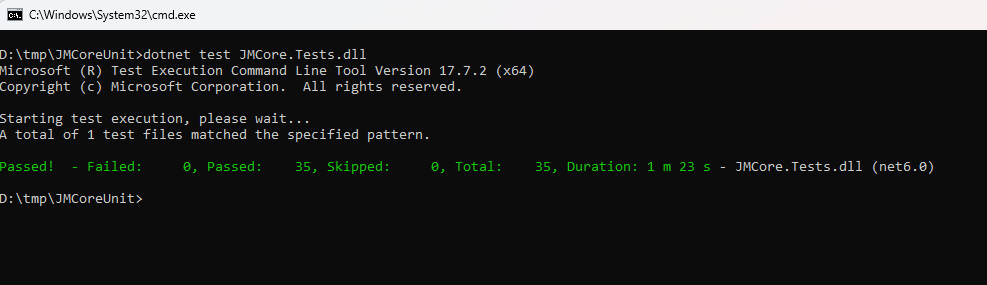 C:\Windows\System32\cmd.exe
D:\tmp\JMCoreUnit>dotnet test JMCore.Tests.dll
Microsoft (R) Test Execution Command Line Tool Version 17.7.2 (x64)
Copyright (c) Microsoft Corporation.  All rights reserved.
Starting test execution, please wait...
A total of 1 test files matched the specified pattern.
Passed!  - Failed:     0, Passed:    35, Skipped:     0, Total:    35, Duration: 1 m 23 s - JMCore.Tests.dll (net6.0)
D:\tmp\JMCoreUnit>